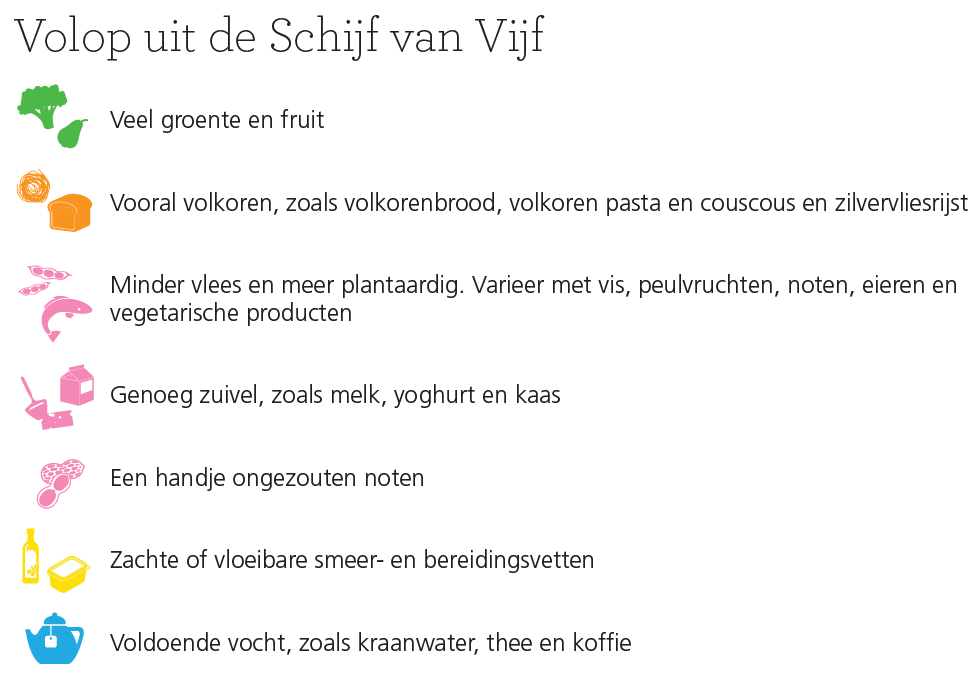 Volop uit de Schijf van Vijf
Veel groente en fruit
Vooral volkoren, zoals volkorenbrood, volkoren pasta en couscous en zilvervliesrijst
Minder vlees en meer plantaardig. Varieer met vis, peulvruchten, noten, eieren en
vegetarische producten
Genoeg zuivel, zoals melk, yoghurt en kaas
Een handje ongezouten noten
Zachte of vloeibare smeer- en bereidingsvetten
Voldoende vocht, zoals kraanwater, thee en koffie